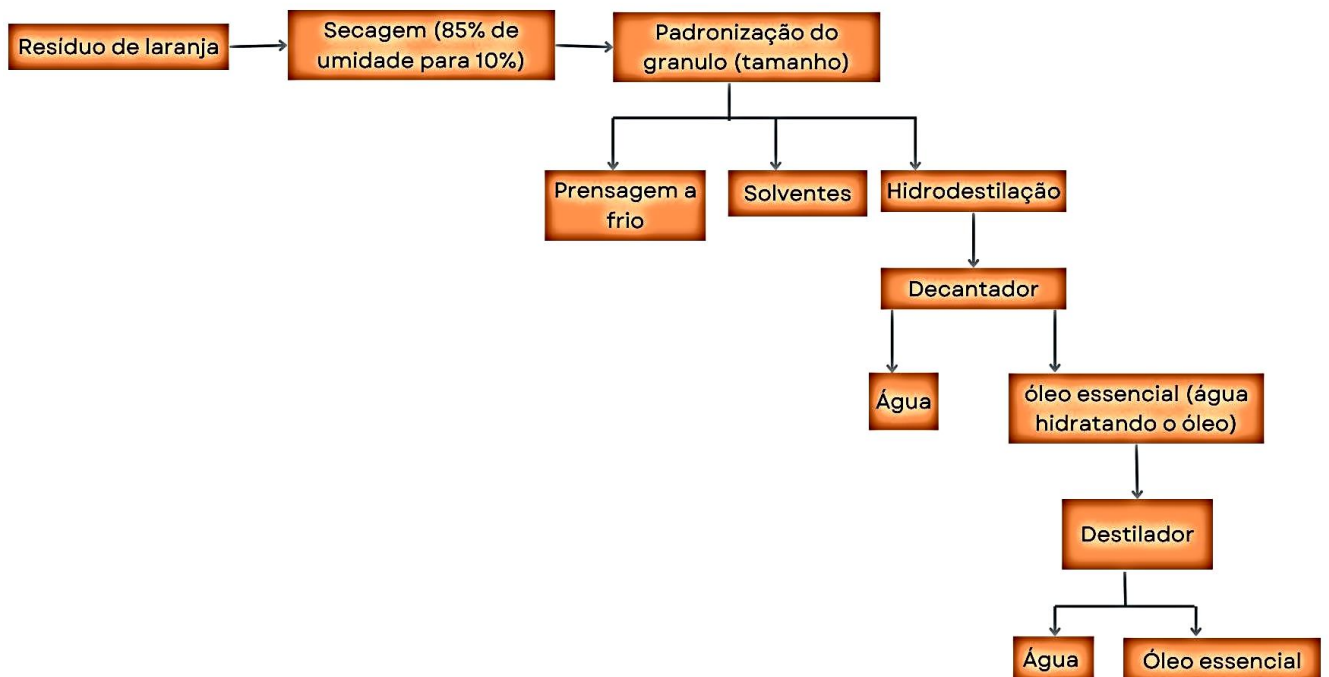 Resíduo de laranja
Secagem (85% de
umidade para 10%)
Padronização do
granulo (tamanho)
Prensagem a
frio
Solventes
Hidrodestilação
Decantador
Água
óleo essencial (água
hidratando o óleo)
Destilador
Água
Óleo essencial